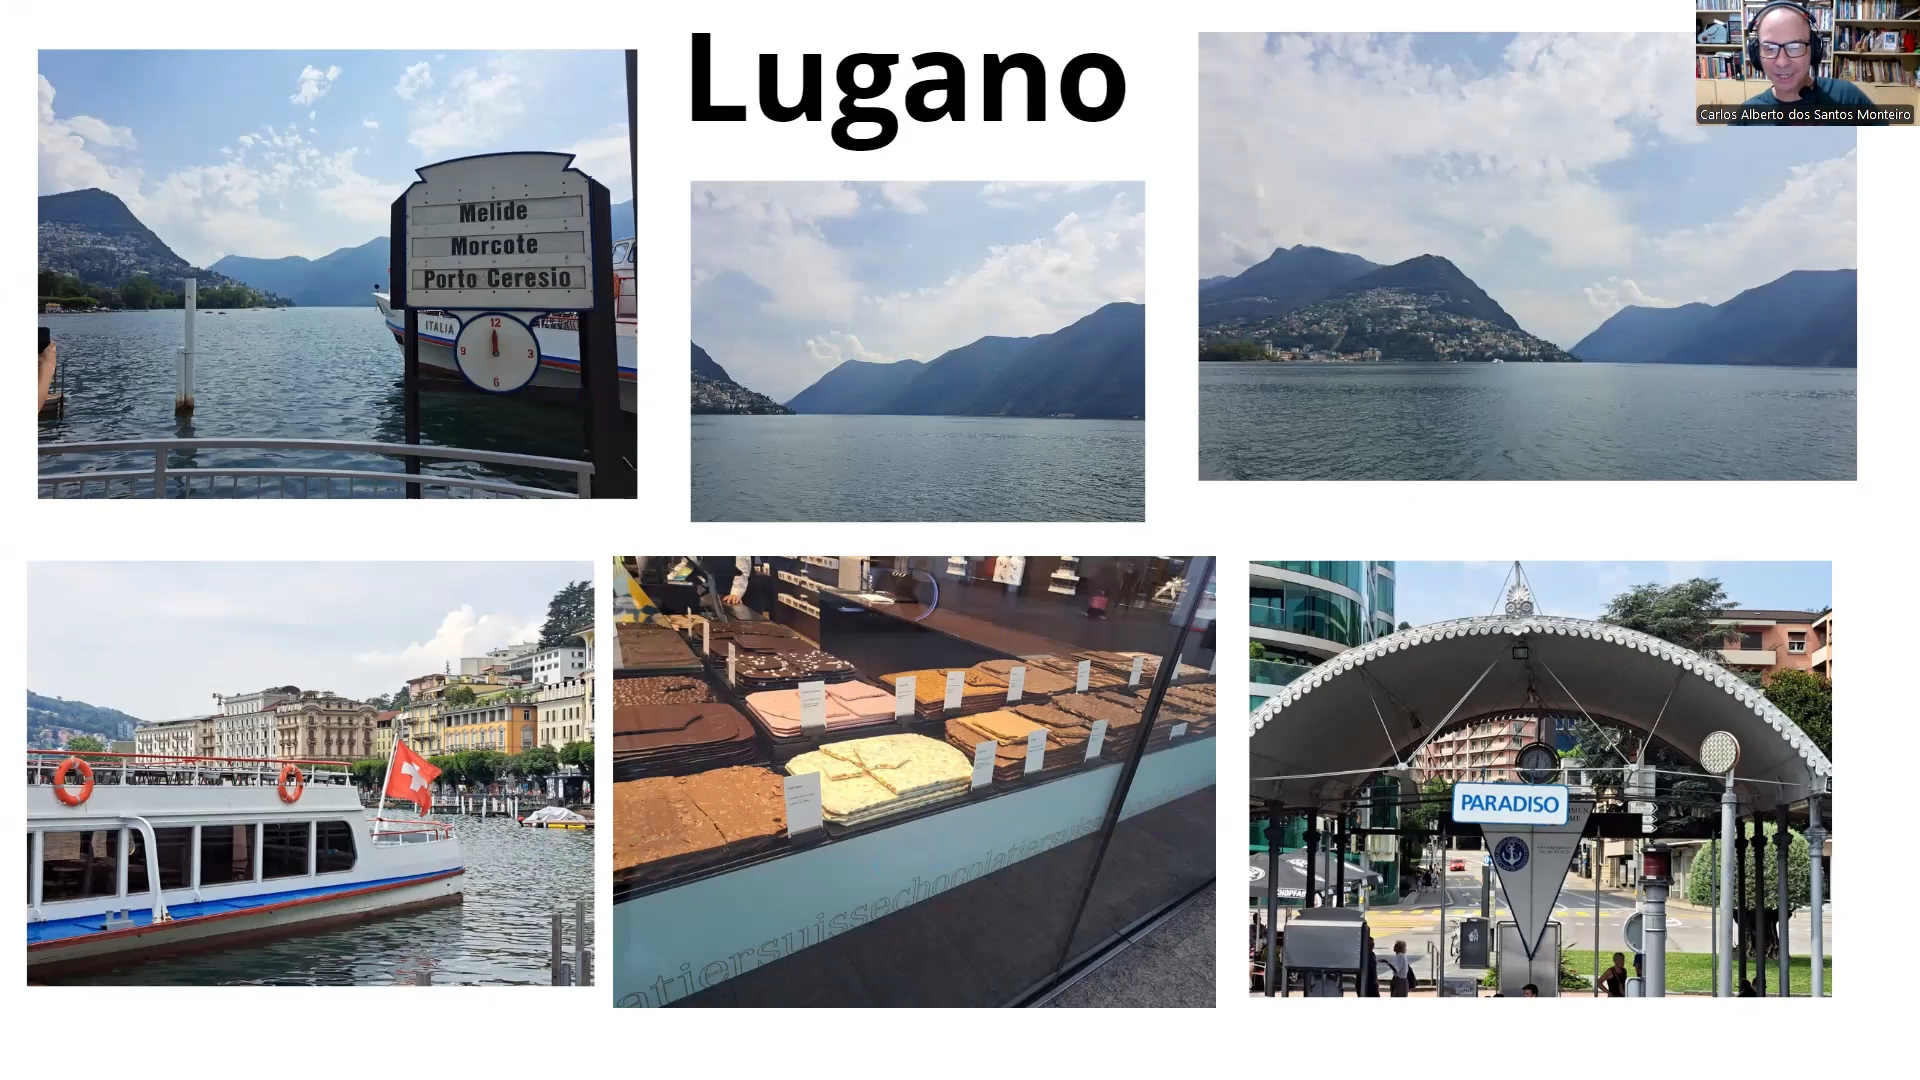 Lugano
Carlos Alberto dos Santos Monteiro
Melide
Morcote
Porto Ceresio
ITALIA
12
9
3
6
atiersuissechocolatiersuisse
PARADISO